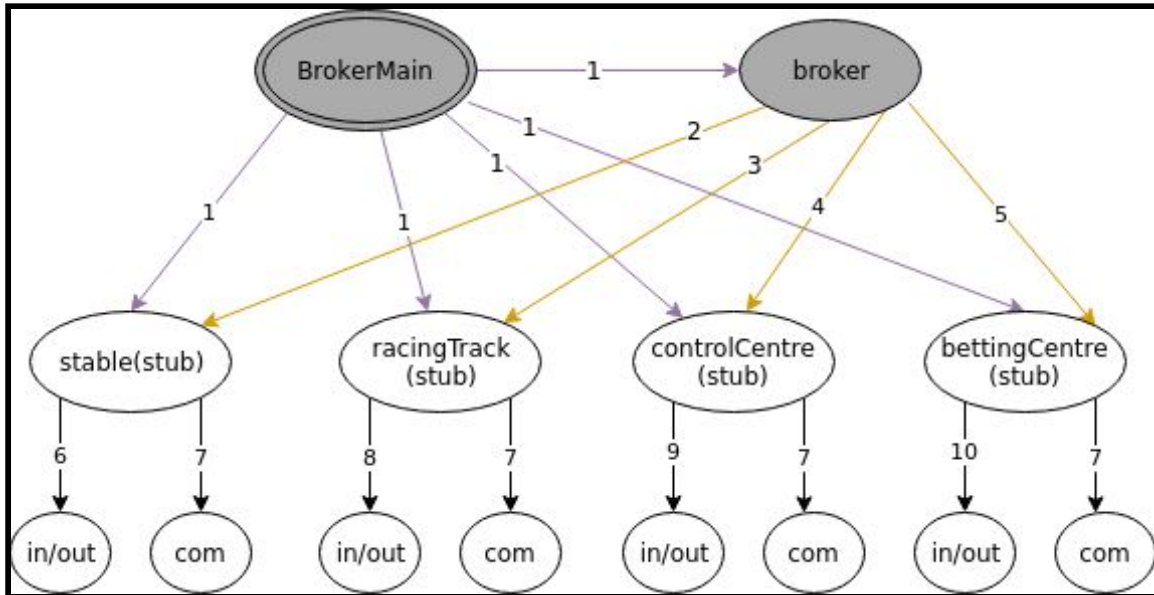 BrokerMain
1
broker
1
1
1
1
2
3
4
5
stable(stub)
racingTrack
(stub)
controlCentre
(stub)
bettingCentre
(stub)
6
7
8
7
9
7
10
7
in/out
com
in/out
com
in/out
com
in/out
com